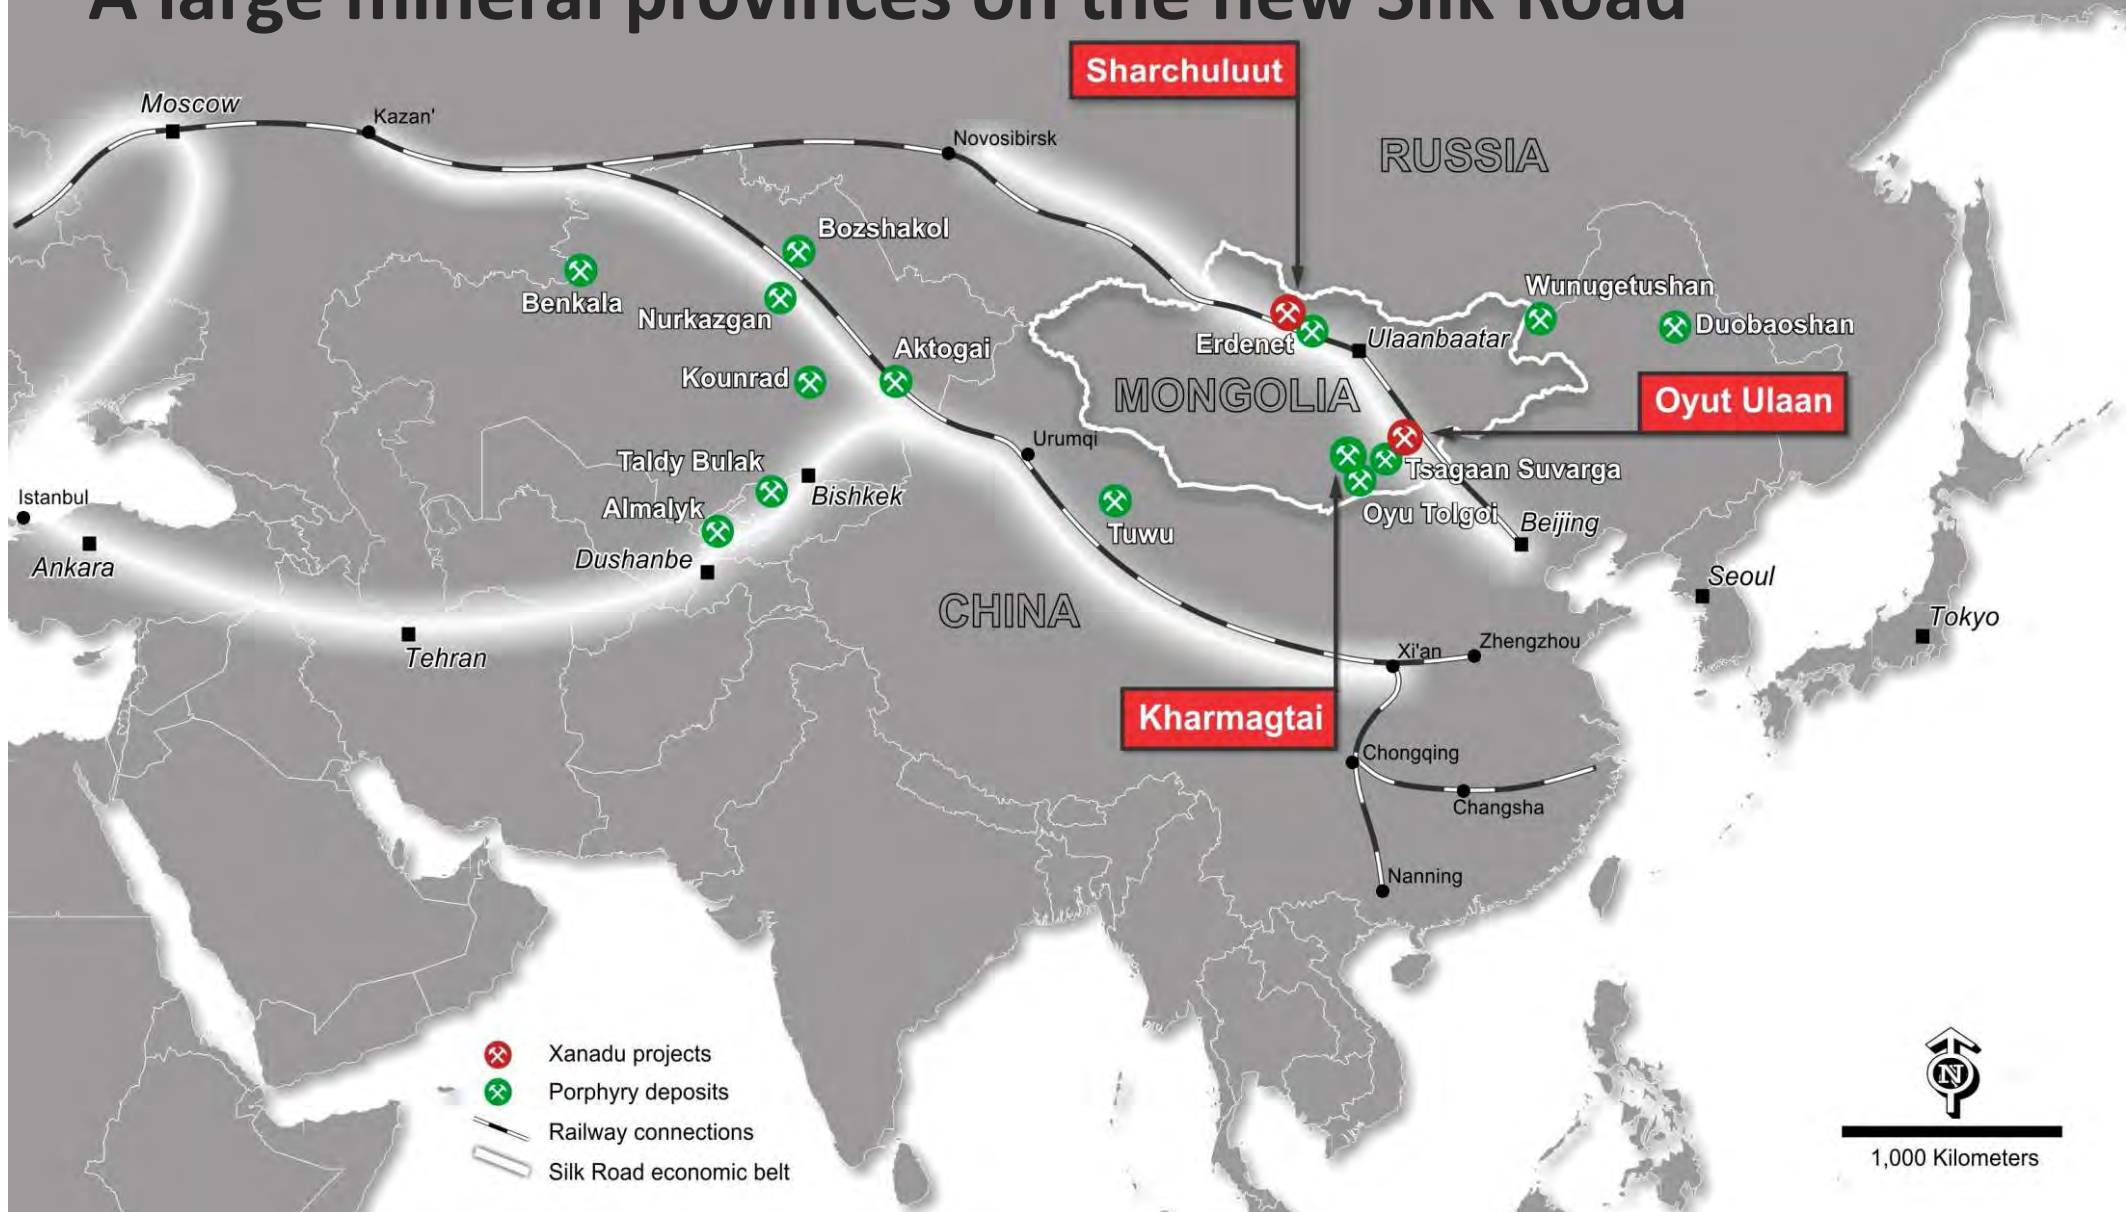 A large mineral provinces on the new Silk Road
Sharchuluut
Moscow
Kazan'
Novosibirsk
RUSSIA
Bozshakol
Benkala
Nurkazgan
Wunugetushan
Duobaoshan
Erdenet
Ulaanbaatar
Aktogai
Kounrad
MONGOLIA
Oyut Ulaan
Urumqi
Taldy Bulak
Tsagaan Suvarga
Bishkek
Istanbul
Almalyk
Oyu Tolgoi
Beijing
Tuwu
Ankara
Dushanbe
Seoul
CHINA
Tokyo
Tehran
Xi'an
Zhengzhou
Kharmagtai
Chongqing
Changsha
Nanning
Xanadu projects
Porphyry deposits
Railway connections
Silk Road economic belt
N
1,000 Kilometers